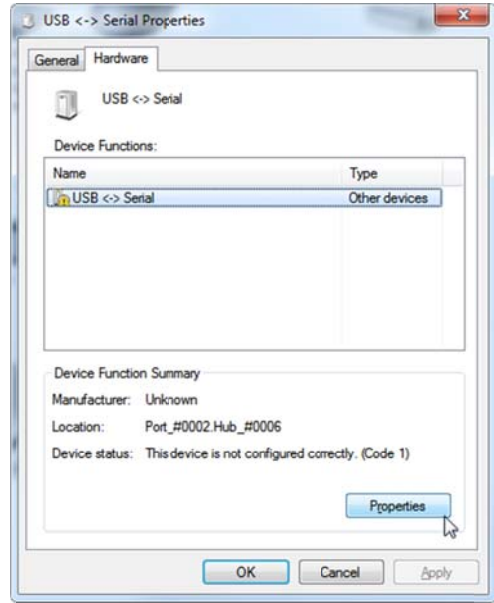 USB <-> Serial Properties
General Hardware
USB <-> Serial
Device Functions:
Name Type
USB <-> Serial Other devices
Device Function Summary
Manufacturer: Unknown
Location: Port_#0002.Hub_#0006
Device status: This device is not configured correctly. (Code 1)
Properties
OK Cancel Apply